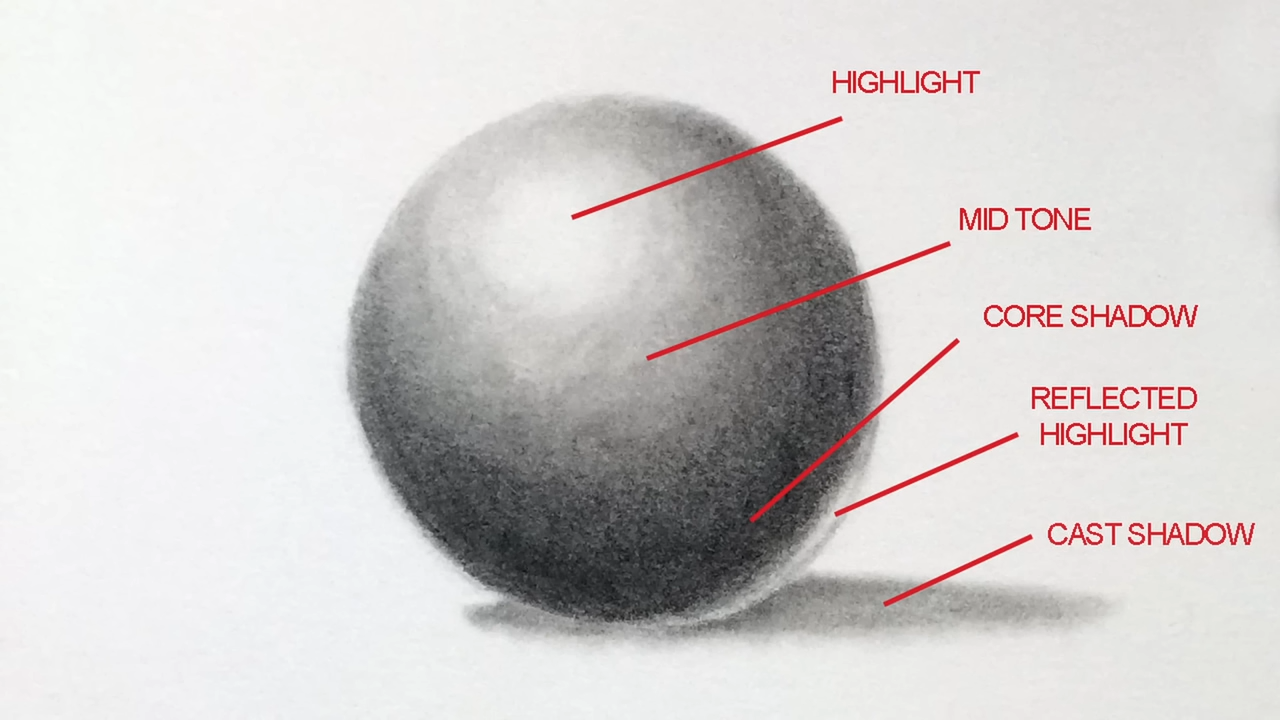 HIGHLIGHT
MID TONE
CORE SHADOW
REFLECTED
HIGHLIGHT
CAST SHADOW